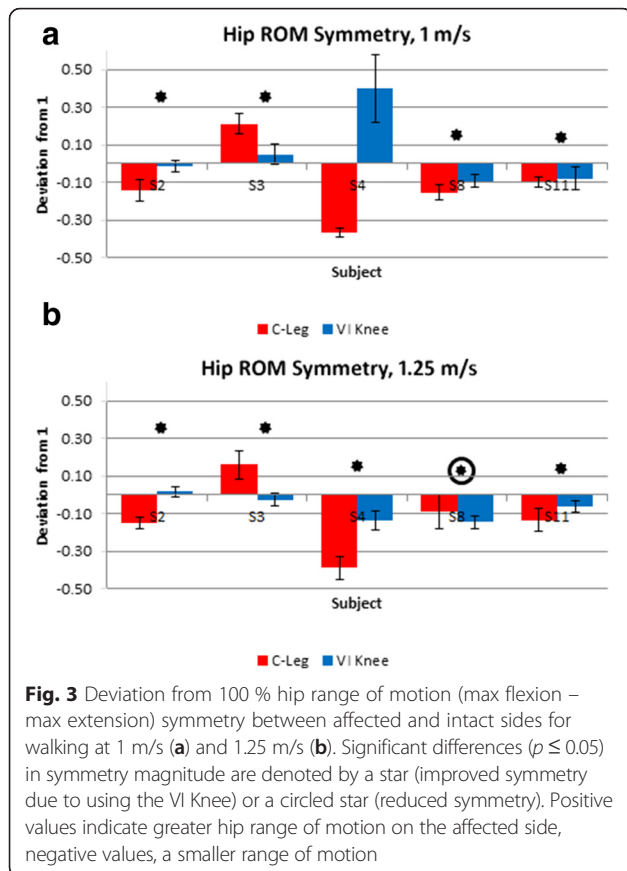 a
Hip ROM Symmetry, 1 m/s
0.50
0.30
0.10
-0.10
-0.30
-0.50
Deviation from 1
S2 S3 S4 S8 S11
Subject
b
C-Leg VI Knee
Hip ROM Symmetry, 1.25 m/s
0.50
0.30
0.10
-0.10
-0.30
-0.50
Deviation from 1
S2 S3 S4 S8 S11
Subject
C-Leg VI Knee
Fig. 3 Deviation from 100 % hip range of motion (max flexion –
max extension) symmetry between affected and intact sides for
walking at 1 m/s (a) and 1.25 m/s (b). Significant differences (p ≤ 0.05)
in symmetry magnitude are denoted by a star (improved symmetry
due to using the VI Knee) or a circled star (reduced symmetry). Positive
values indicate greater hip range of motion on the affected side,
negative values, a smaller range of motion